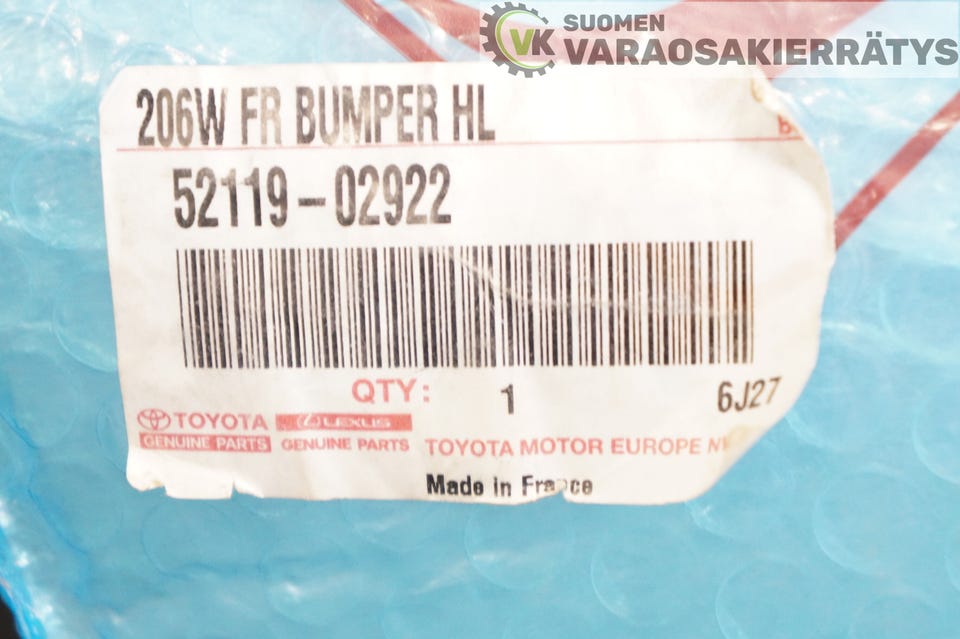 SUOMEN
VK VARAOSAKIERRÄTYS
206W FR BUMPER HL
52119-02922
QTY: 1 6J27
TOYOTA LEXUS
GENUINE PARTS GENUINE PARTS TOYOTA MOTOR EUROPE
Made in France